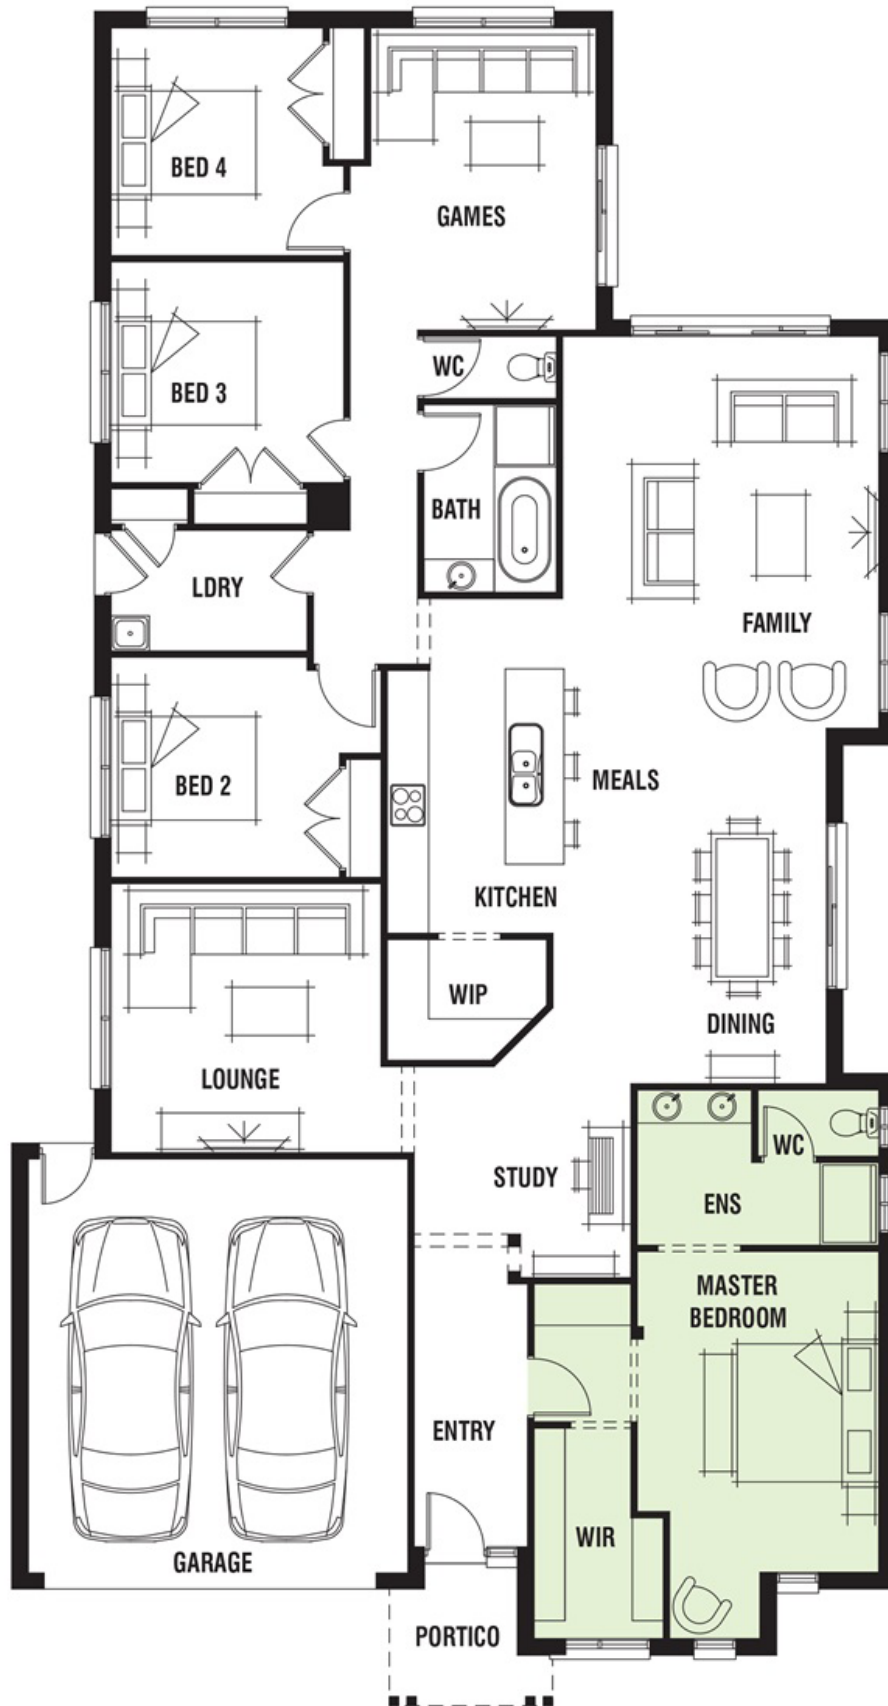 BED 4
GAMES
WC
BED 3
BATH
LDRY
FAMILY
BED 2
MEALS
KITCHEN
WIP
DINING
LOUNGE
WC
STUDY
ENS
MASTER
BEDROOM
ENTRY
WIR
GARAGE
PORTICO